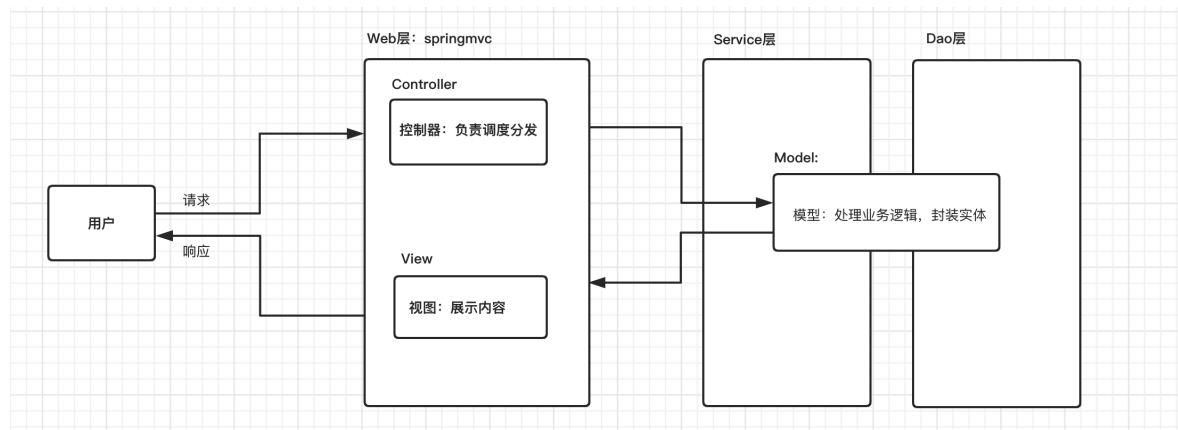 Web层：springmvc
Service层
Dao层
Controller
控制器：负责调度分发
Model:
模型：处理业务逻辑，封装实体
请求
用户
响应
View
视图：展示内容